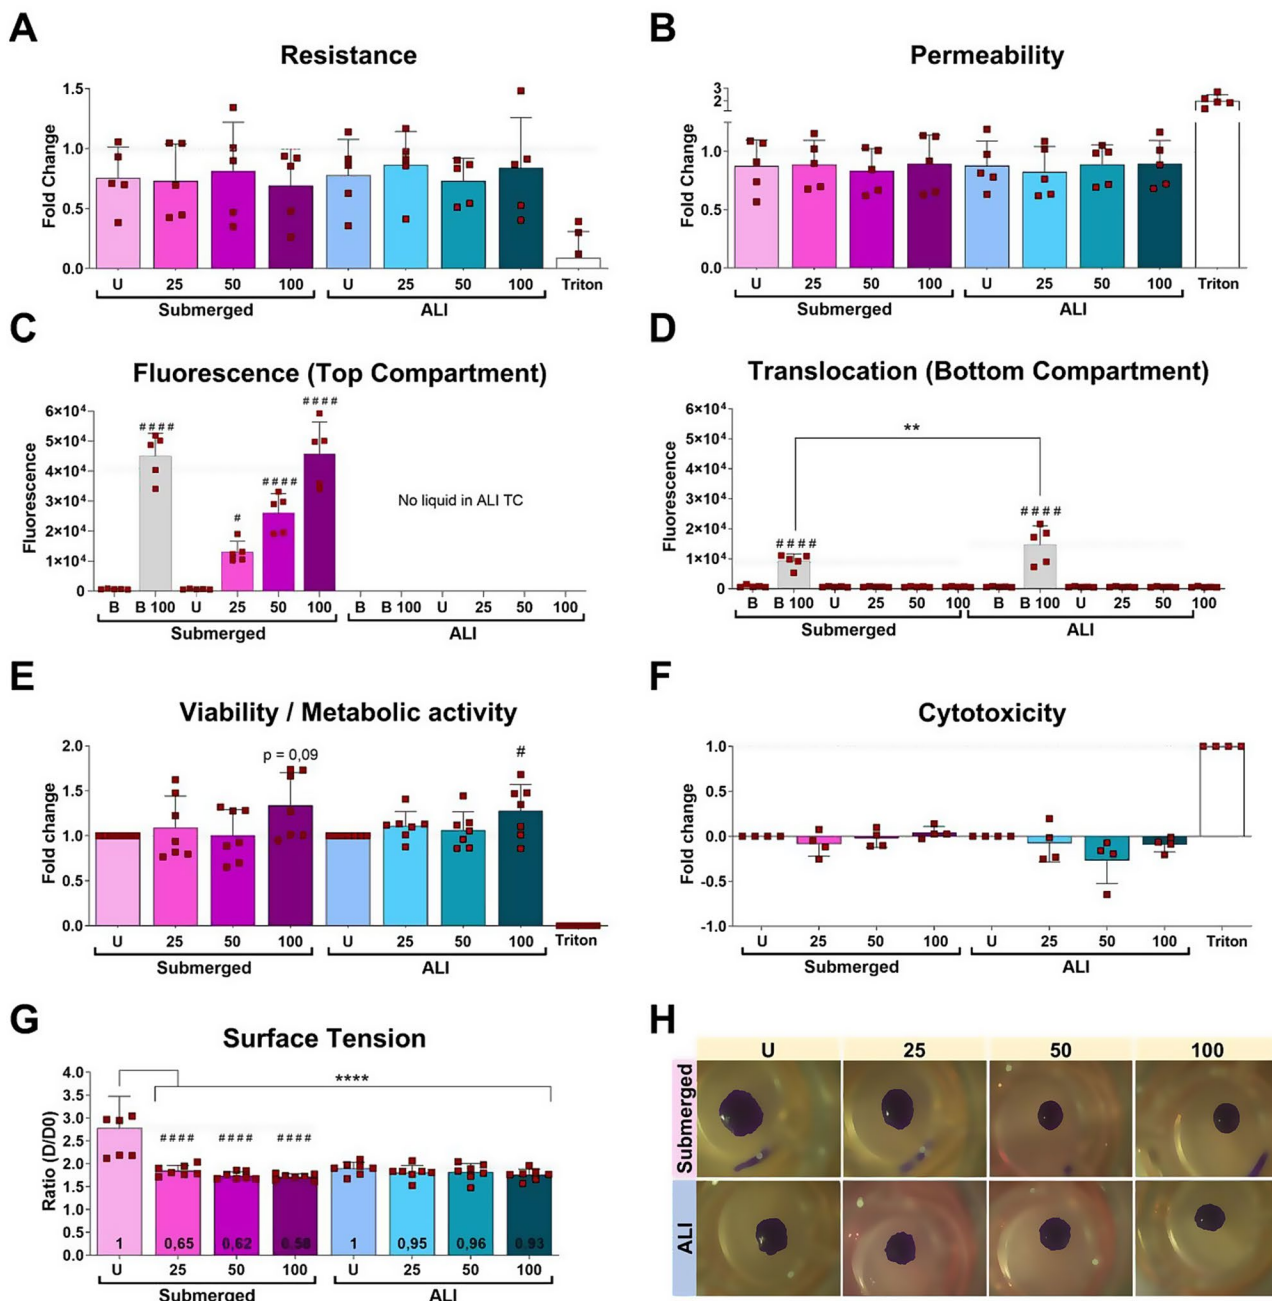 A
Resistance
Fold Change
1.5
1.0
0.5
0.0
U 25 50 100 U 25 50 100 Triton
Submerged ALI
B
Permeability
Fold Change
3
2
1.0
0.5
0.0
U 25 50 100 U 25 50 100 Triton
Submerged ALI
C
Fluorescence (Top Compartment)
Fluorescence
6×10⁴
5×10⁴
4×10⁴
3×10⁴
2×10⁴
1×10⁴
0
####
#
####
####
No liquid in ALI TC
B B 100 U 25 50 100 B B 100 U 25 50 100
Submerged ALI
D
Translocation (Bottom Compartment)
Fluorescence
6×10⁴
5×10⁴
4×10⁴
3×10⁴
2×10⁴
1×10⁴
0
**
####
####
B B 100 U 25 50 100 B B 100 U 25 50 100
Submerged ALI
E
Viability / Metabolic activity
Fold change
2.0
1.5
1.0
0.5
0.0
p = 0,09
#
U 25 50 100 U 25 50 100 Triton
Submerged ALI
F
Cytotoxicity
Fold change
1.0
0.5
0.0
-0.5
-1.0
U 25 50 100 U 25 50 100 Triton
Submerged ALI
G
Surface Tension
Ratio (D/D0)
4.0
3.5
3.0
2.5
2.0
1.5
1.0
0.5
0.0
****
#### #### ####
1 0,65 0,62 0,58 1 0,95 0,96 0,93
U 25 50 100 U 25 50 100
Submerged ALI
H
U 25 50 100
Submerged
ALI